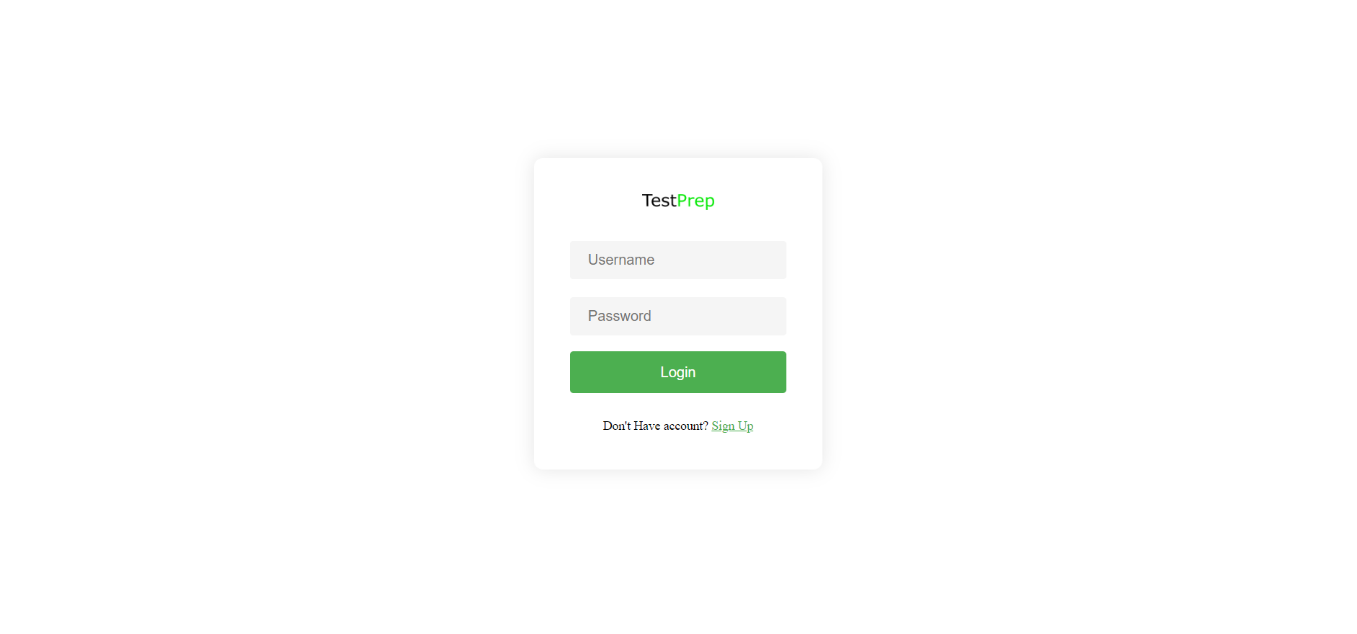 TestPrep
Username
Password
Login
Don't Have account? Sign Up